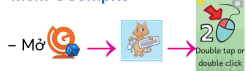 – Mở
2
Double tap or
double click